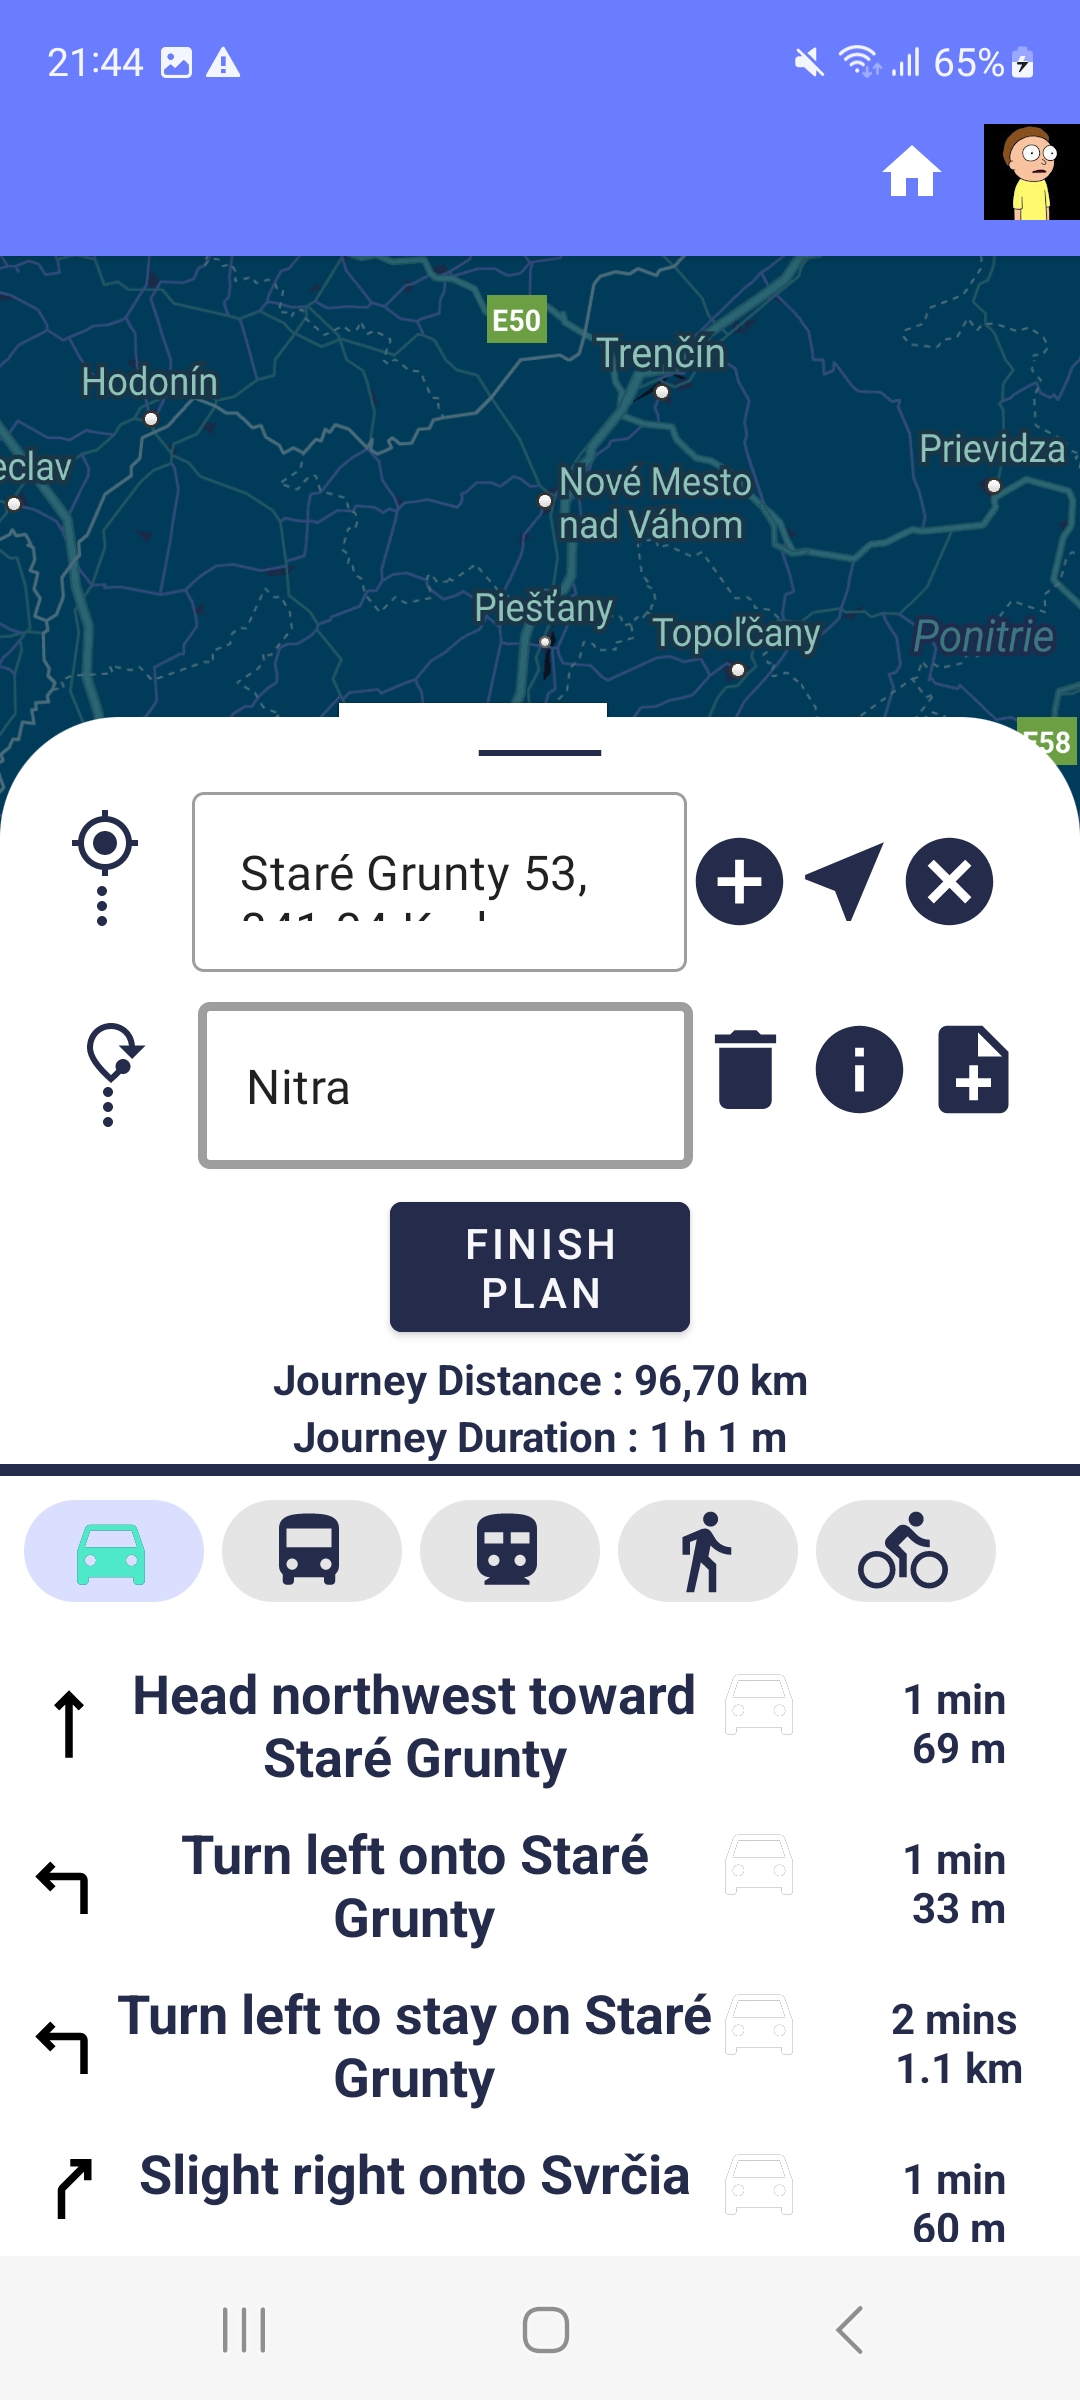 21:44
65%
E50
Trenčín
Hodonín
Prievidza
eclav
Nové Mesto
nad Váhom
Piešťany
Topoľčany
Ponitrie
E58
Staré Grunty 53,
Nitra
FINISH
PLAN
Journey Distance : 96,70 km
Journey Duration : 1 h 1 m
Head northwest toward
Staré Grunty
1 min
69 m
Turn left onto Staré
Grunty
1 min
33 m
Turn left to stay on Staré
Grunty
2 mins
1.1 km
Slight right onto Svrčia
1 min
60 m